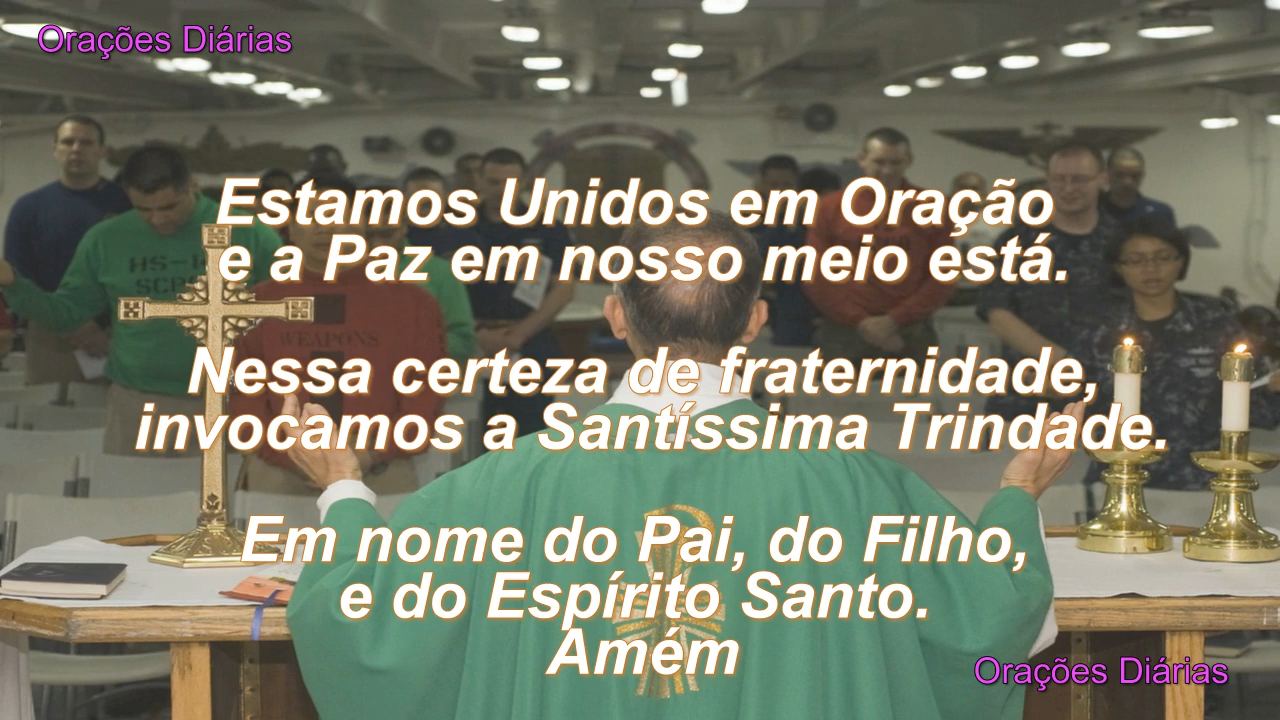 Orações Diárias
Estamos Unidos em Oração
e a Paz em nosso meio está.
Nessa certeza de fraternidade,
invocamos a Santíssima Trindade.
Em nome do Pai, do Filho,
e do Espírito Santo.
Amém
Orações Diárias
WEAPONS